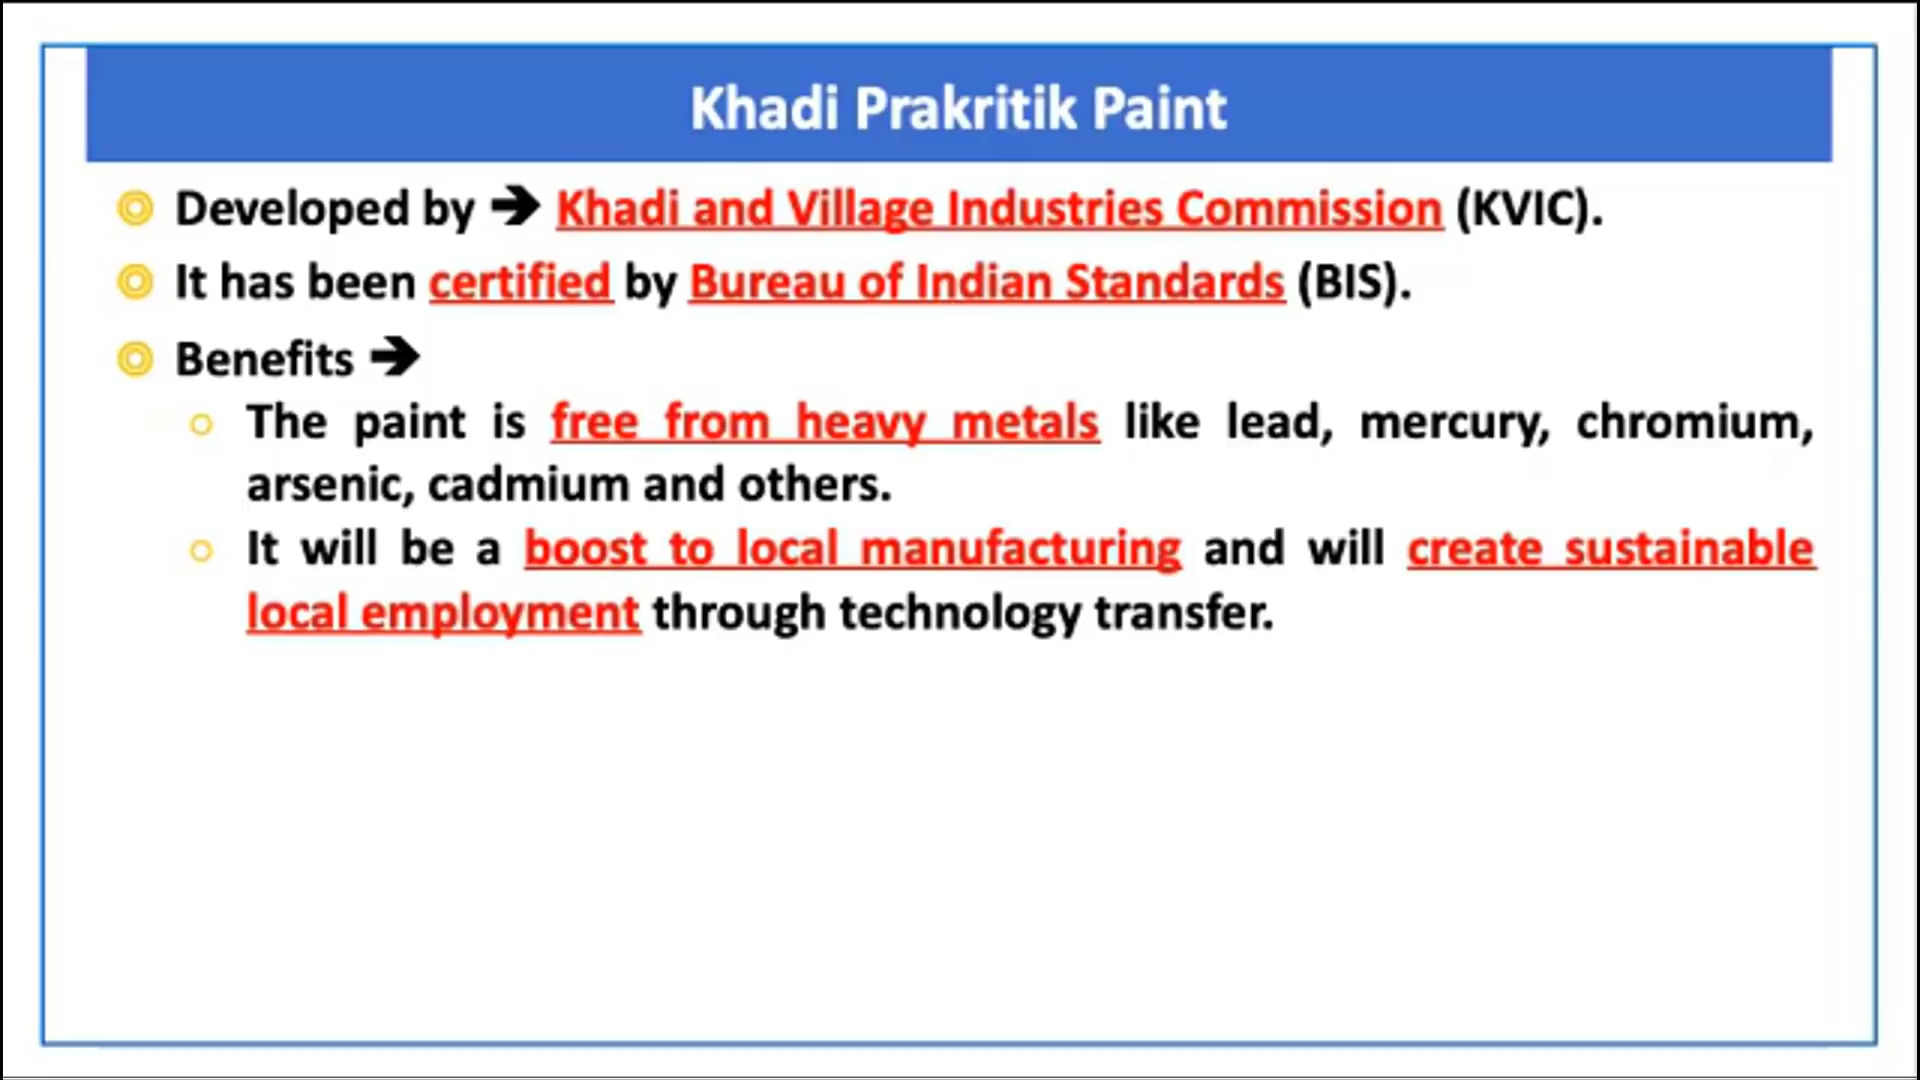 Khadi Prakritik Paint
Developed by ➔ Khadi and Village Industries Commission (KVIC).
It has been certified by Bureau of Indian Standards (BIS).
Benefits ➔
The paint is free from heavy metals like lead, mercury, chromium,
arsenic, cadmium and others.
It will be a boost to local manufacturing and will create sustainable
local employment through technology transfer.